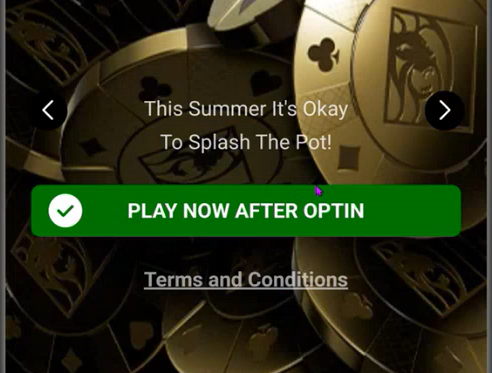 This Summer It's Okay
To Splash The Pot!
PLAY NOW AFTER OPTIN
Terms and Conditions